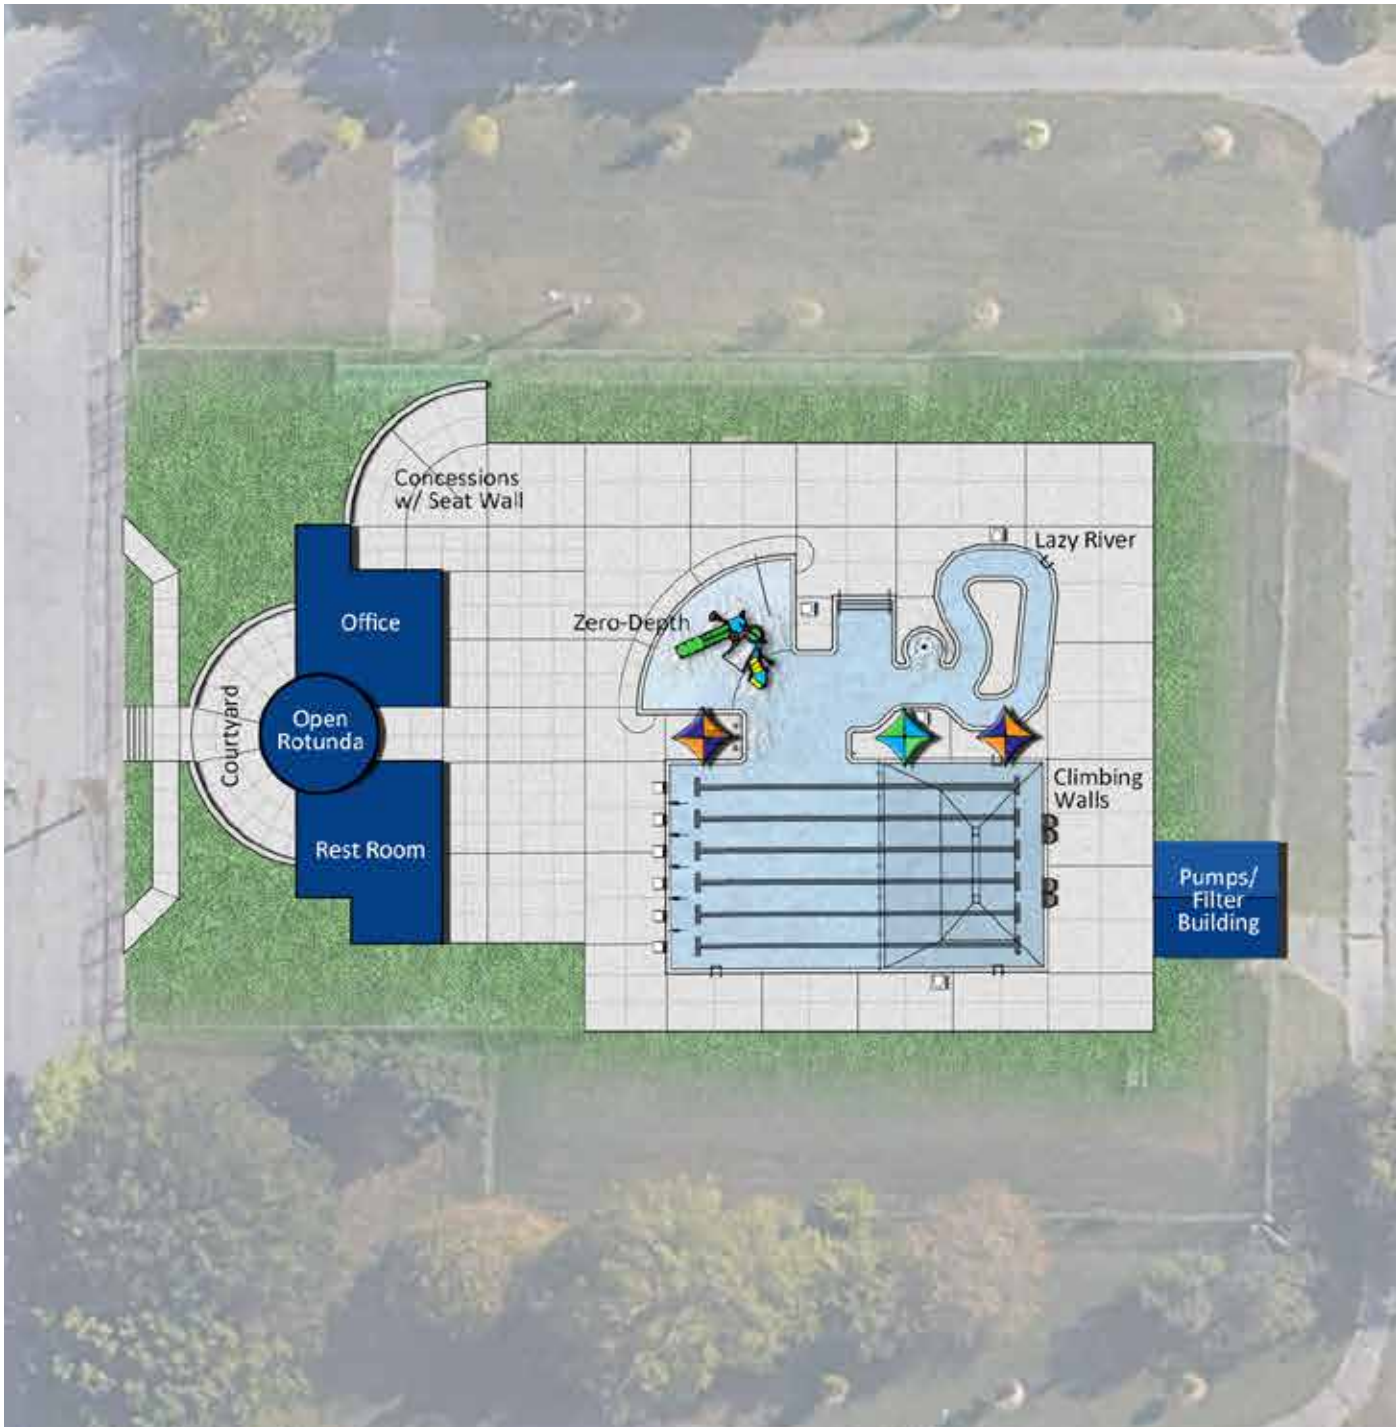 Concessions
w/ Seat Wall
Lazy River
Office
Zero-Depth
Courtyard
Open
Rotunda
Climbing
Walls
Rest Room
Pumps/
Filter
Building